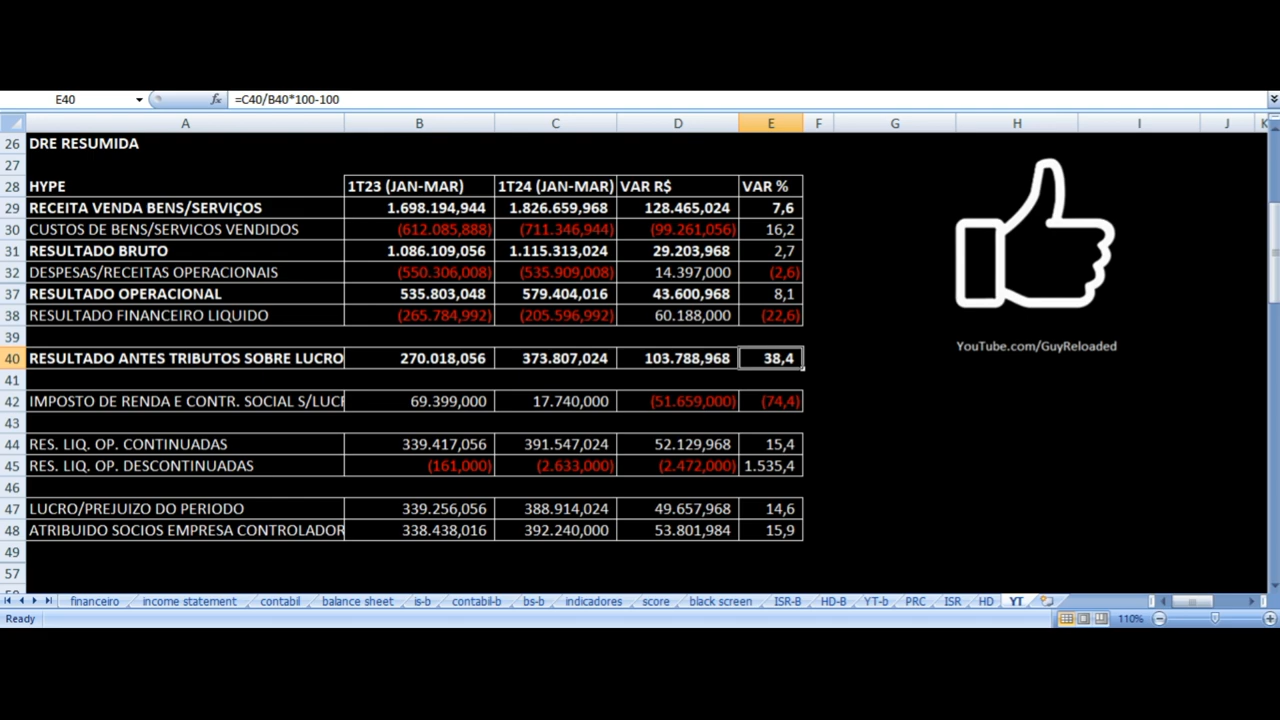 E40 fx =C40/B40*100-100
A B C D E F G H I J K
26 DRE RESUMIDA
27
28 HYPE 1T23 (JAN-MAR) 1T24 (JAN-MAR) VAR R$ VAR %
29 RECEITA VENDA BENS/SERVIÇOS 1.698.194,944 1.826.659,968 128.465,024 7,6
30 CUSTOS DE BENS/SERVICOS VENDIDOS (612.085,888) (711.346,944) (99.261,056) 16,2
31 RESULTADO BRUTO 1.086.109,056 1.115.313,024 29.203,968 2,7
32 DESPESAS/RECEITAS OPERACIONAIS (550.306,008) (535.909,008) 14.397,000 (2,6)
37 RESULTADO OPERACIONAL 535.803,048 579.404,016 43.600,968 8,1
38 RESULTADO FINANCEIRO LIQUIDO (265.784,992) (205.596,992) 60.188,000 (22,6)
39
YouTube.com/GuyReloaded
40 RESULTADO ANTES TRIBUTOS SOBRE LUCRO 270.018,056 373.807,024 103.788,968 38,4
41
42 IMPOSTO DE RENDA E CONTR. SOCIAL S/LUCR 69.399,000 17.740,000 (51.659,000) (74,4)
43
44 RES. LIQ. OP. CONTINUADAS 339.417,056 391.547,024 52.129,968 15,4
45 RES. LIQ. OP. DESCONTINUADAS (161,000) (2.633,000) (2.472,000) 1.535,4
46
47 LUCRO/PREJUIZO DO PERIODO 339.256,056 388.914,024 49.657,968 14,6
48 ATRIBUIDO SOCIOS EMPRESA CONTROLADOR 338.438,016 392.240,000 53.801,984 15,9
49
57
financeiro income statement contabil balance sheet is-b contabil-b bs-b indicadores score black screen ISR-B HD-B YT-b PRC ISR HD YT
Ready 110%